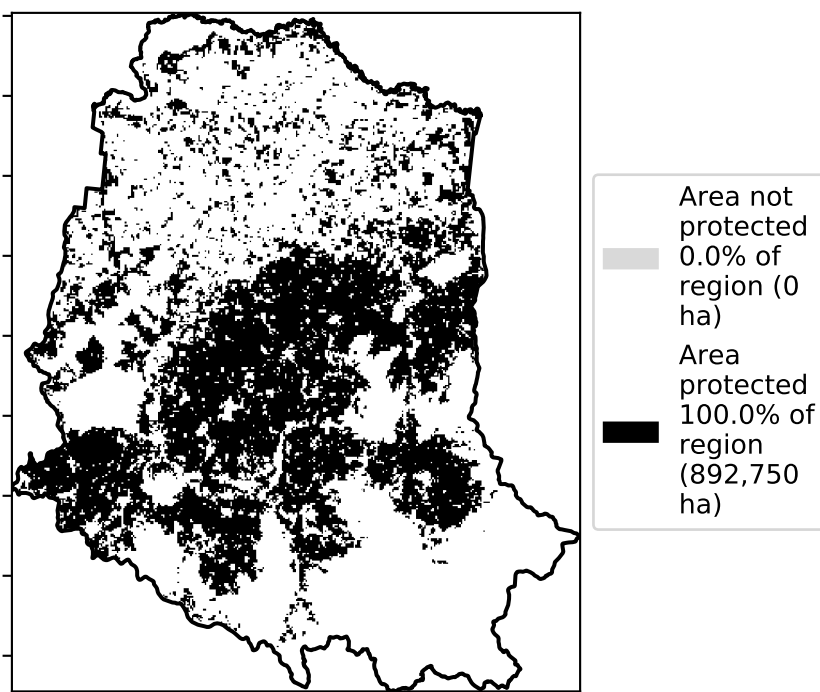 Area not
protected
0.0% of
region (0
ha)
Area
protected
100.0% of
region
(892,750
ha)